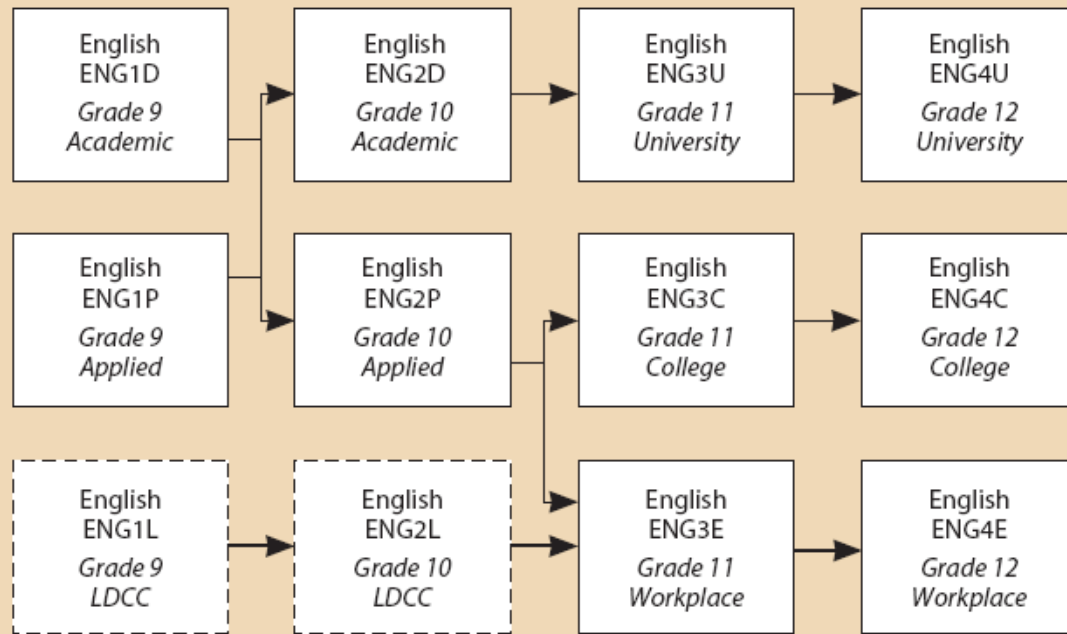 English
ENG1D
Grade 9
Academic
English
ENG2D
Grade 10
Academic
English
ENG3U
Grade 11
University
English
ENG4U
Grade 12
University
English
ENG1P
Grade 9
Applied
English
ENG2P
Grade 10
Applied
English
ENG3C
Grade 11
College
English
ENG4C
Grade 12
College
English
ENG1L
Grade 9
LDCC
English
ENG2L
Grade 10
LDCC
English
ENG3E
Grade 11
Workplace
English
ENG4E
Grade 12
Workplace